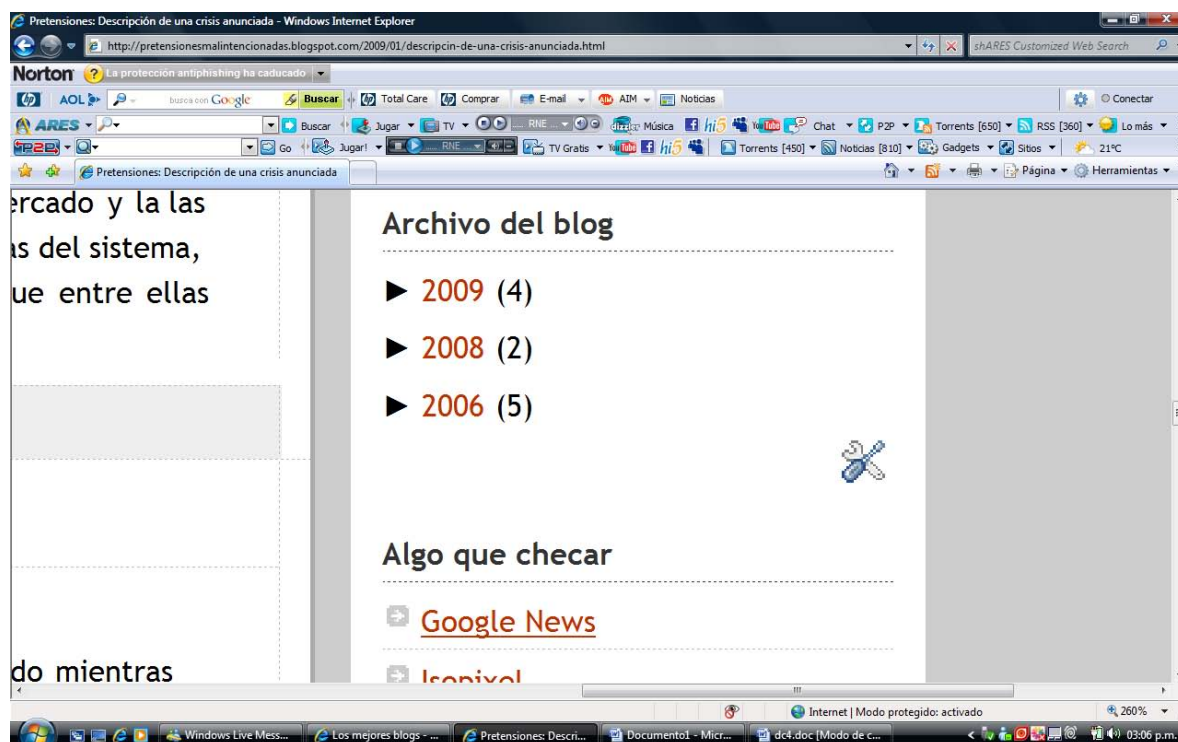 Pretensiones: Descripción de una crisis anunciada - Windows Internet Explorer
http://pretensionesmalintencionadas.blogspot.com/2009/01/descripcin-de-una-crisis-anunciada.html shARES Customized Web Search
Norton La protección antiphishing ha caducado
AOL busca con Google Buscar Total Care Comprar E-mail AIM Noticias Conectar
ARES Buscar Jugar TV RNE ... Música hi5 Chat P2P Torrents [650] RSS [360] Lo más
P2P Go Jugar! RNE ... TV Gratis hi5 Torrents [450] Noticias [810] Gadgets Sitios 21ºC
Pretensiones: Descripción de una crisis anunciada Página Herramientas
ercado y la las
as del sistema,
ue entre ellas
do mientras
Archivo del blog
► 2009 (4)
► 2008 (2)
► 2006 (5)
Algo que checar
Google News
Isopixel
Internet | Modo protegido: activado 260%
Windows Live Mess... Los mejores blogs - ... Pretensiones: Descri... Documento1 - Micr... dc4.doc [Modo de c... 03:06 p.m.